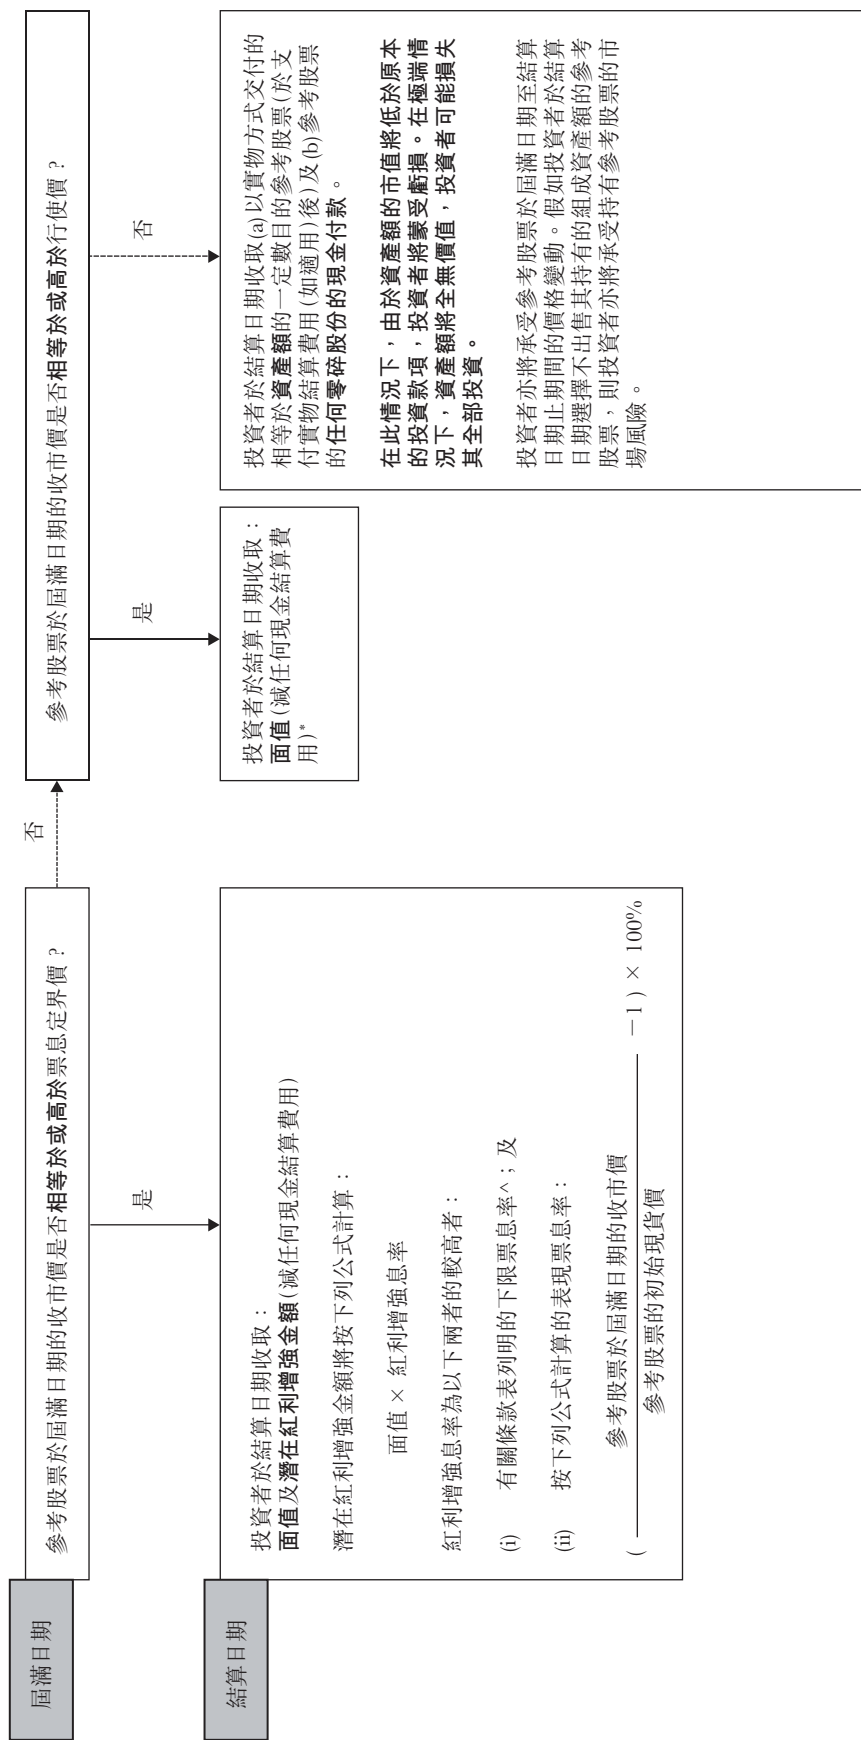 屆滿日期
參考股票於屆滿日期的收市價是否相等於或高於票息定界價？
否
參考股票於屆滿日期的收市價是否相等於或高於行使價？
是
是
否
結算日期
投資者於結算日期收取：
面值及潛在紅利增強金額(減任何現金結算費用)
潛在紅利增強金額將按下列公式計算：
面值 × 紅利增強息率
紅利增強息率為以下兩者的較高者：
(i) 有關條款表列明的下限票息率^；及
(ii) 按下列公式計算的表現票息率：
參考股票於屆滿日期的收市價
( －1 ) × 100%
參考股票的初始現貨價
投資者於結算日期收取：
面值(減任何現金結算費
用)*
投資者於結算日期收取(a)以實物方式交付的
相等於資產額的一定數目的參考股票(於支
付實物結算費用(如適用)後)及(b)參考股票
的任何零碎股份的現金付款。
在此情況下，由於資產額的市值將低於原本
的投資款項，投資者將蒙受虧損。在極端情
況下，資產額將全無價值，投資者可能損失
其全部投資。
投資者亦將承受參考股票於屆滿日期至結算
日期止期間的價格變動。假如投資者於結算
日期選擇不出售其持有的組成資產額的參考
股票，則投資者亦將承受持有參考股票的市
場風險。